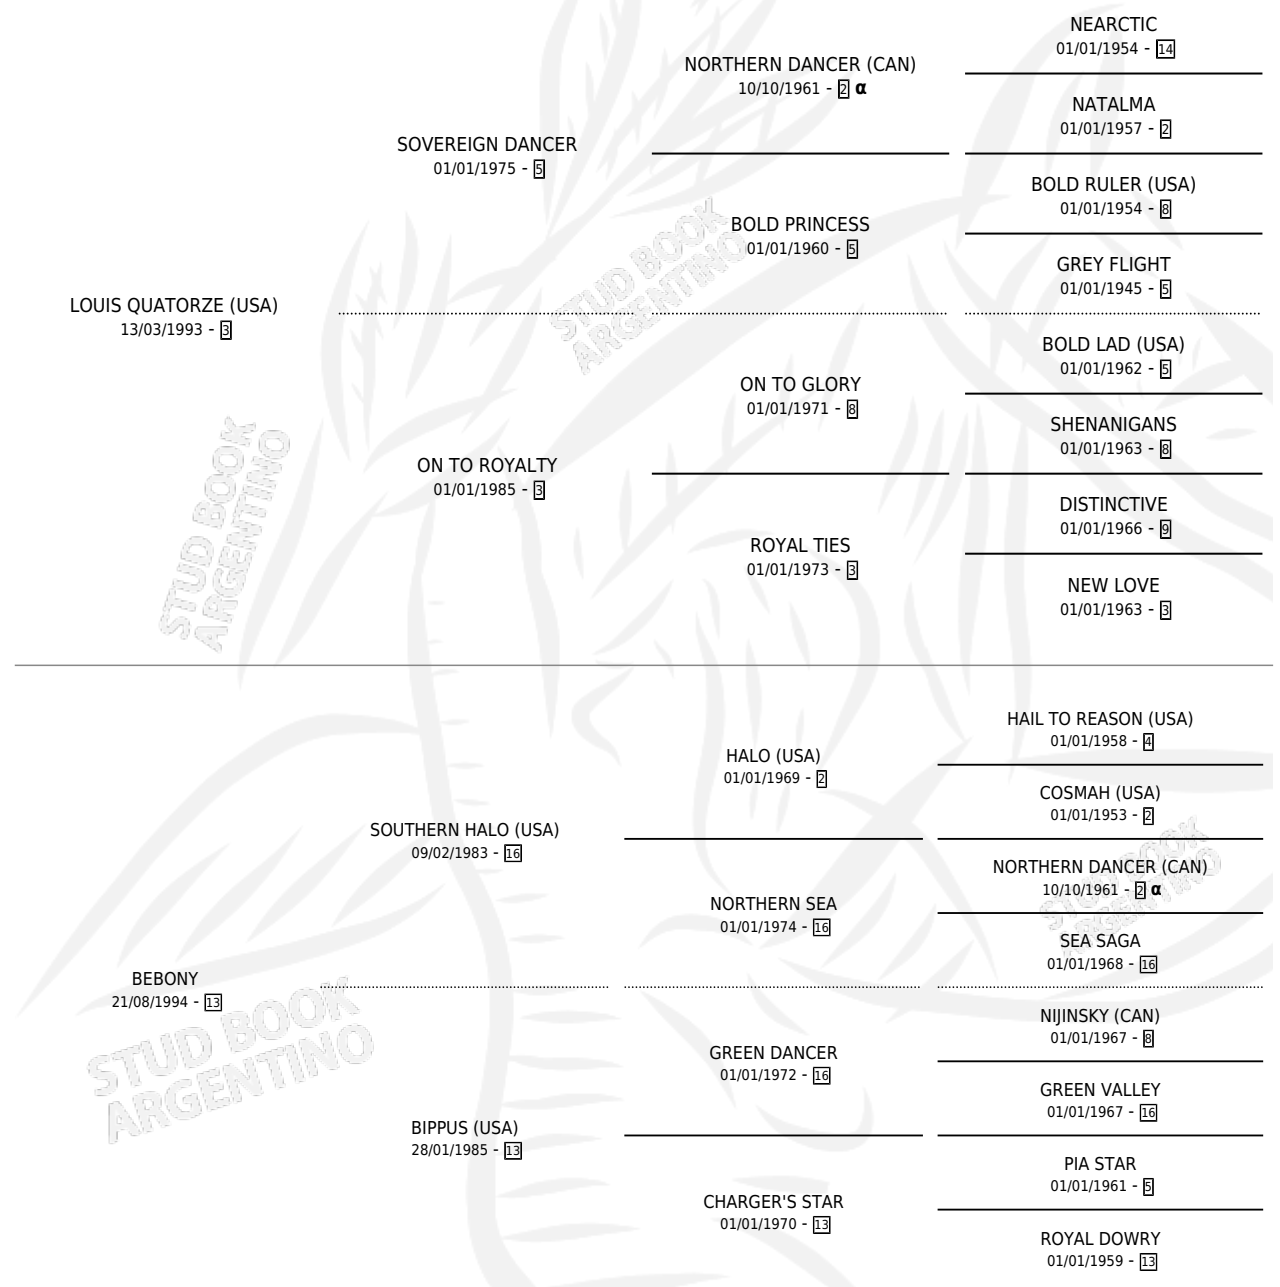 NEARCTIC
01/01/1954 - 14
NORTHERN DANCER (CAN)
10/10/1961 - 2 α
NATALMA
01/01/1957 - 2
SOVEREIGN DANCER
01/01/1975 - 5
BOLD RULER (USA)
01/01/1954 - 8
BOLD PRINCESS
01/01/1960 - 5
GREY FLIGHT
01/01/1945 - 5
STUD BOOK
ARGENTINO
LOUIS QUATORZE (USA)
13/03/1993 - 3
BOLD LAD (USA)
01/01/1962 - 5
ON TO GLORY
01/01/1971 - 8
SHENANIGANS
01/01/1963 - 8
ON TO ROYALTY
01/01/1985 - 3
DISTINCTIVE
01/01/1966 - 9
ROYAL TIES
01/01/1973 - 3
NEW LOVE
01/01/1963 - 3
STUD BOOK
ARGENTINO
HAIL TO REASON (USA)
01/01/1958 - 4
HALO (USA)
01/01/1969 - 2
COSMAH (USA)
01/01/1953 - 2
SOUTHERN HALO (USA)
09/02/1983 - 16
NORTHERN DANCER (CAN)
10/10/1961 - 2 α
STUD BOOK
ARGENTINO
NORTHERN SEA
01/01/1974 - 16
SEA SAGA
01/01/1968 - 16
BEBONY
21/08/1994 - 13
NIJINSKY (CAN)
01/01/1967 - 8
GREEN DANCER
01/01/1972 - 16
GREEN VALLEY
01/01/1967 - 16
STUD BOOK
ARGENTINO
BIPPUS (USA)
28/01/1985 - 13
PIA STAR
01/01/1961 - 5
CHARGER'S STAR
01/01/1970 - 13
ROYAL DOWRY
01/01/1959 - 13